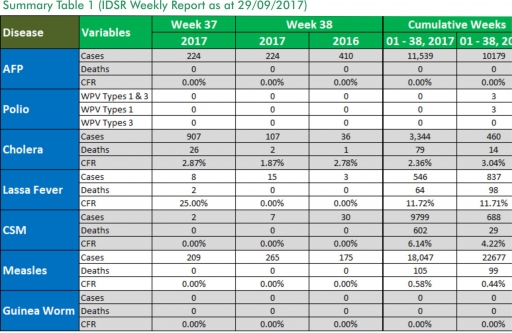 Summary Table 1 (IDSR Weekly Report as at 29/09/2017)
Disease Variables Week 37 Week 38 Cumulative Weeks
2017 2017 2016 01 - 38, 2017 01 - 38, 20
AFP
Cases 224 224 410 11,539 10179
Deaths 0 0 0 0 0
CFR 0.00% 0.00% 0.00% 0.00% 0.00%
Polio
WPV Types 1 & 3 0 0 0 0 3
WPV Types 1 0 0 0 0 3
WPV Types 3 0 0 0 0 0
Cholera
Cases 907 107 36 3,344 460
Deaths 26 2 1 79 14
CFR 2.87% 1.87% 2.78% 2.36% 3.04%
Lassa Fever
Cases 8 15 3 546 837
Deaths 2 0 0 64 98
CFR 25.00% 0.00% 0.00% 11.72% 11.71%
CSM
Cases 2 7 30 9799 688
Deaths 0 0 0 602 29
CFR 0.00% 0.00% 0.00% 6.14% 4.22%
Measles
Cases 209 265 175 18,047 22677
Deaths 0 0 0 105 99
CFR 0.00% 0.00% 0.00% 0.58% 0.44%
Guinea Worm
Cases 0 0 0 0 0
Deaths 0 0 0 0 0
CFR 0.00% 0.00% 0.00% 0.00% 0.00%